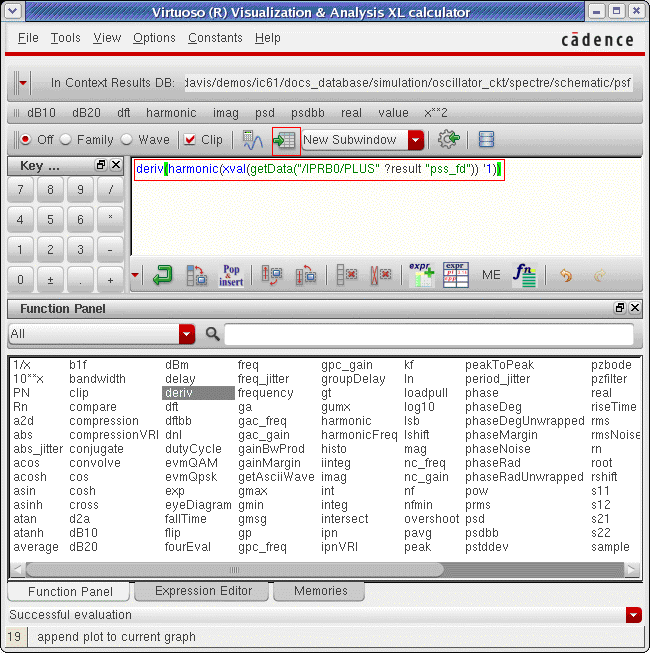 Virtuoso (R) Visualization & Analysis XL calculator
File Tools View Options Constants Help
cādence
In Context Results DB: davis/demos/ic61/docs_database/simulation/oscillator_ckt/spectre/schematic/psf
dB10 dB20 dft harmonic imag psd psdbb real value x**2
Off Family Wave Clip New Subwindow
Key ...
7 8 9 /
4 5 6 *
1 2 3 -
0 ± . +
deriv(harmonic(xval(getData("/IPRB0/PLUS" ?result "pss_fd")) '1))
Pop & insert expr expr ME fn
Function Panel
All
1/x b1f dBm freq gpc_gain kf peakToPeak pzbode
10**x bandwidth delay freq_jitter groupDelay ln period_jitter pzfilter
PN clip deriv frequency gt loadpull phase real
Rn compare dft ga gumx log10 phaseDeg riseTime
a2d compression dftbb gac_freq harmonic lsb phaseDegUnwrapped rms
abs compressionVRI dnl gac_gain harmonicFreq lshift phaseMargin rmsNoise
abs_jitter conjugate dutyCycle gainBwProd histo mag phaseNoise rn
acos convolve evmQAM gainMargin iinteg nc_freq phaseRad root
acosh cos evmQpsk getAsciiWave imag nc_gain phaseRadUnwrapped rshift
asin cosh exp gmax int nf pow s11
asinh cross eyeDiagram gmin integ nfmin prms s12
atan d2a fallTime gmsg intersect overshoot psd s21
atanh dB10 flip gp ipn pavg psdbb s22
average dB20 fourEval gpc_freq ipnVRI peak pstddev sample
Function Panel Expression Editor Memories
Successful evaluation
19 append plot to current graph